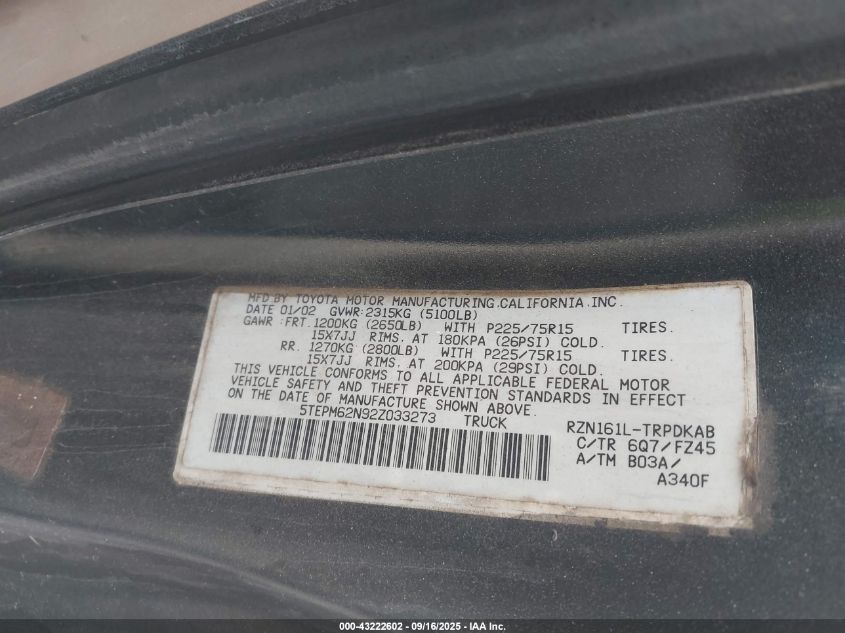 MFD BY TOYOTA MOTOR MANUFACTURING.CALIFORNIA.INC.
DATE 01/02 GVWR:2315KG (5100LB)
GAWR :FRT.1200KG (2650LB) WITH P225/75R15 TIRES.
15X7JJ RIMS. AT 180KPA (26PSI) COLD.
RR. 1270KG (2800LB) WITH P225/75R15 TIRES.
15X7JJ RIMS. AT 200KPA (29PSI) COLD.
THIS VEHICLE CONFORMS TO ALL APPLICABLE FEDERAL MOTOR
VEHICLE SAFETY AND THEFT PREVENTION STANDARDS IN EFFECT
ON THE DATE OF MANUFACTURE SHOWN ABOVE.
5TEPM62N92Z033273 TRUCK RZN161L-TRPDKAB
C/TR 6Q7/FZ45
A/TM B03A/
A340F
000-43222602 - 09/16/2025 - IAA Inc.